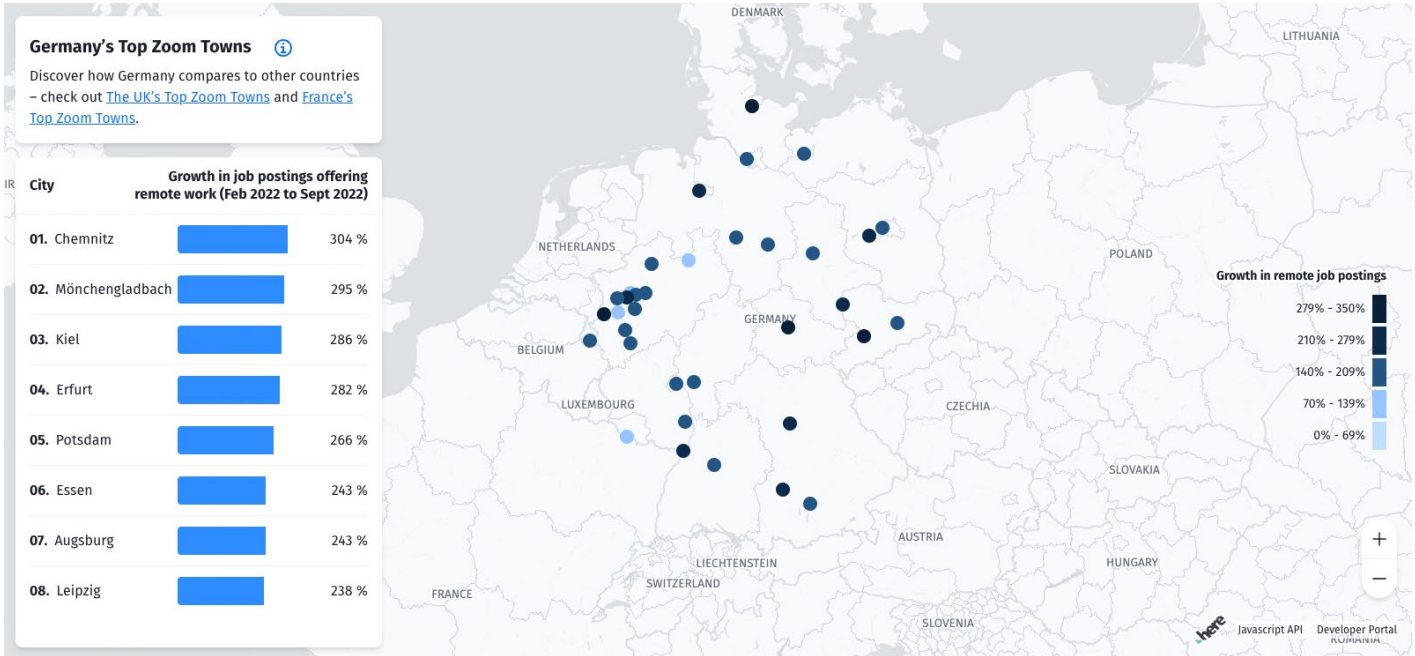 Germany's Top Zoom Towns
Discover how Germany compares to other countries
– check out The UK's Top Zoom Towns and France's
Top Zoom Towns.
City
Growth in job postings offering
remote work (Feb 2022 to Sept 2022)
01. Chemnitz 304 %
02. Mönchengladbach 295 %
03. Kiel 286 %
04. Erfurt 282 %
05. Potsdam 266 %
06. Essen 243 %
07. Augsburg 243 %
08. Leipzig 238 %
DENMARK
LITHUANIA
IR
NETHERLANDS
POLAND
GERMANY
BELGIUM
LUXEMBOURG
CZECHIA
SLOVAKIA
AUSTRIA
LIECHTENSTEIN
HUNGARY
SWITZERLAND
FRANCE
SLOVENIA
ROMANIA
Growth in remote job postings
279% - 350%
210% - 279%
140% - 209%
70% - 139%
0% - 69%
+
−
here
Javascript API Developer Portal